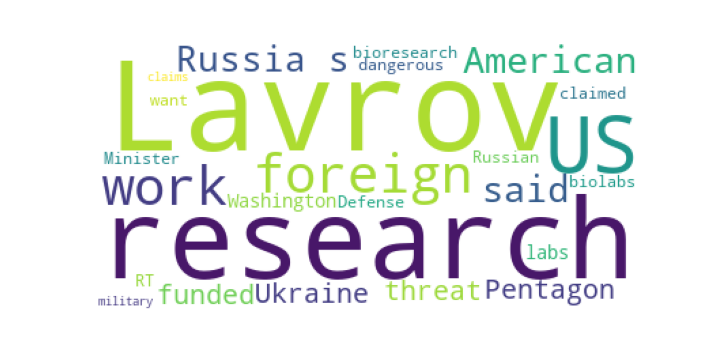 Russia s bioresearch American
claims dangerous
Lavrov
want claimed
US
Minister foreign Russian
work said biolabs
Washington Defense
research
labs
RT
funded Ukraine threat Pentagon
military